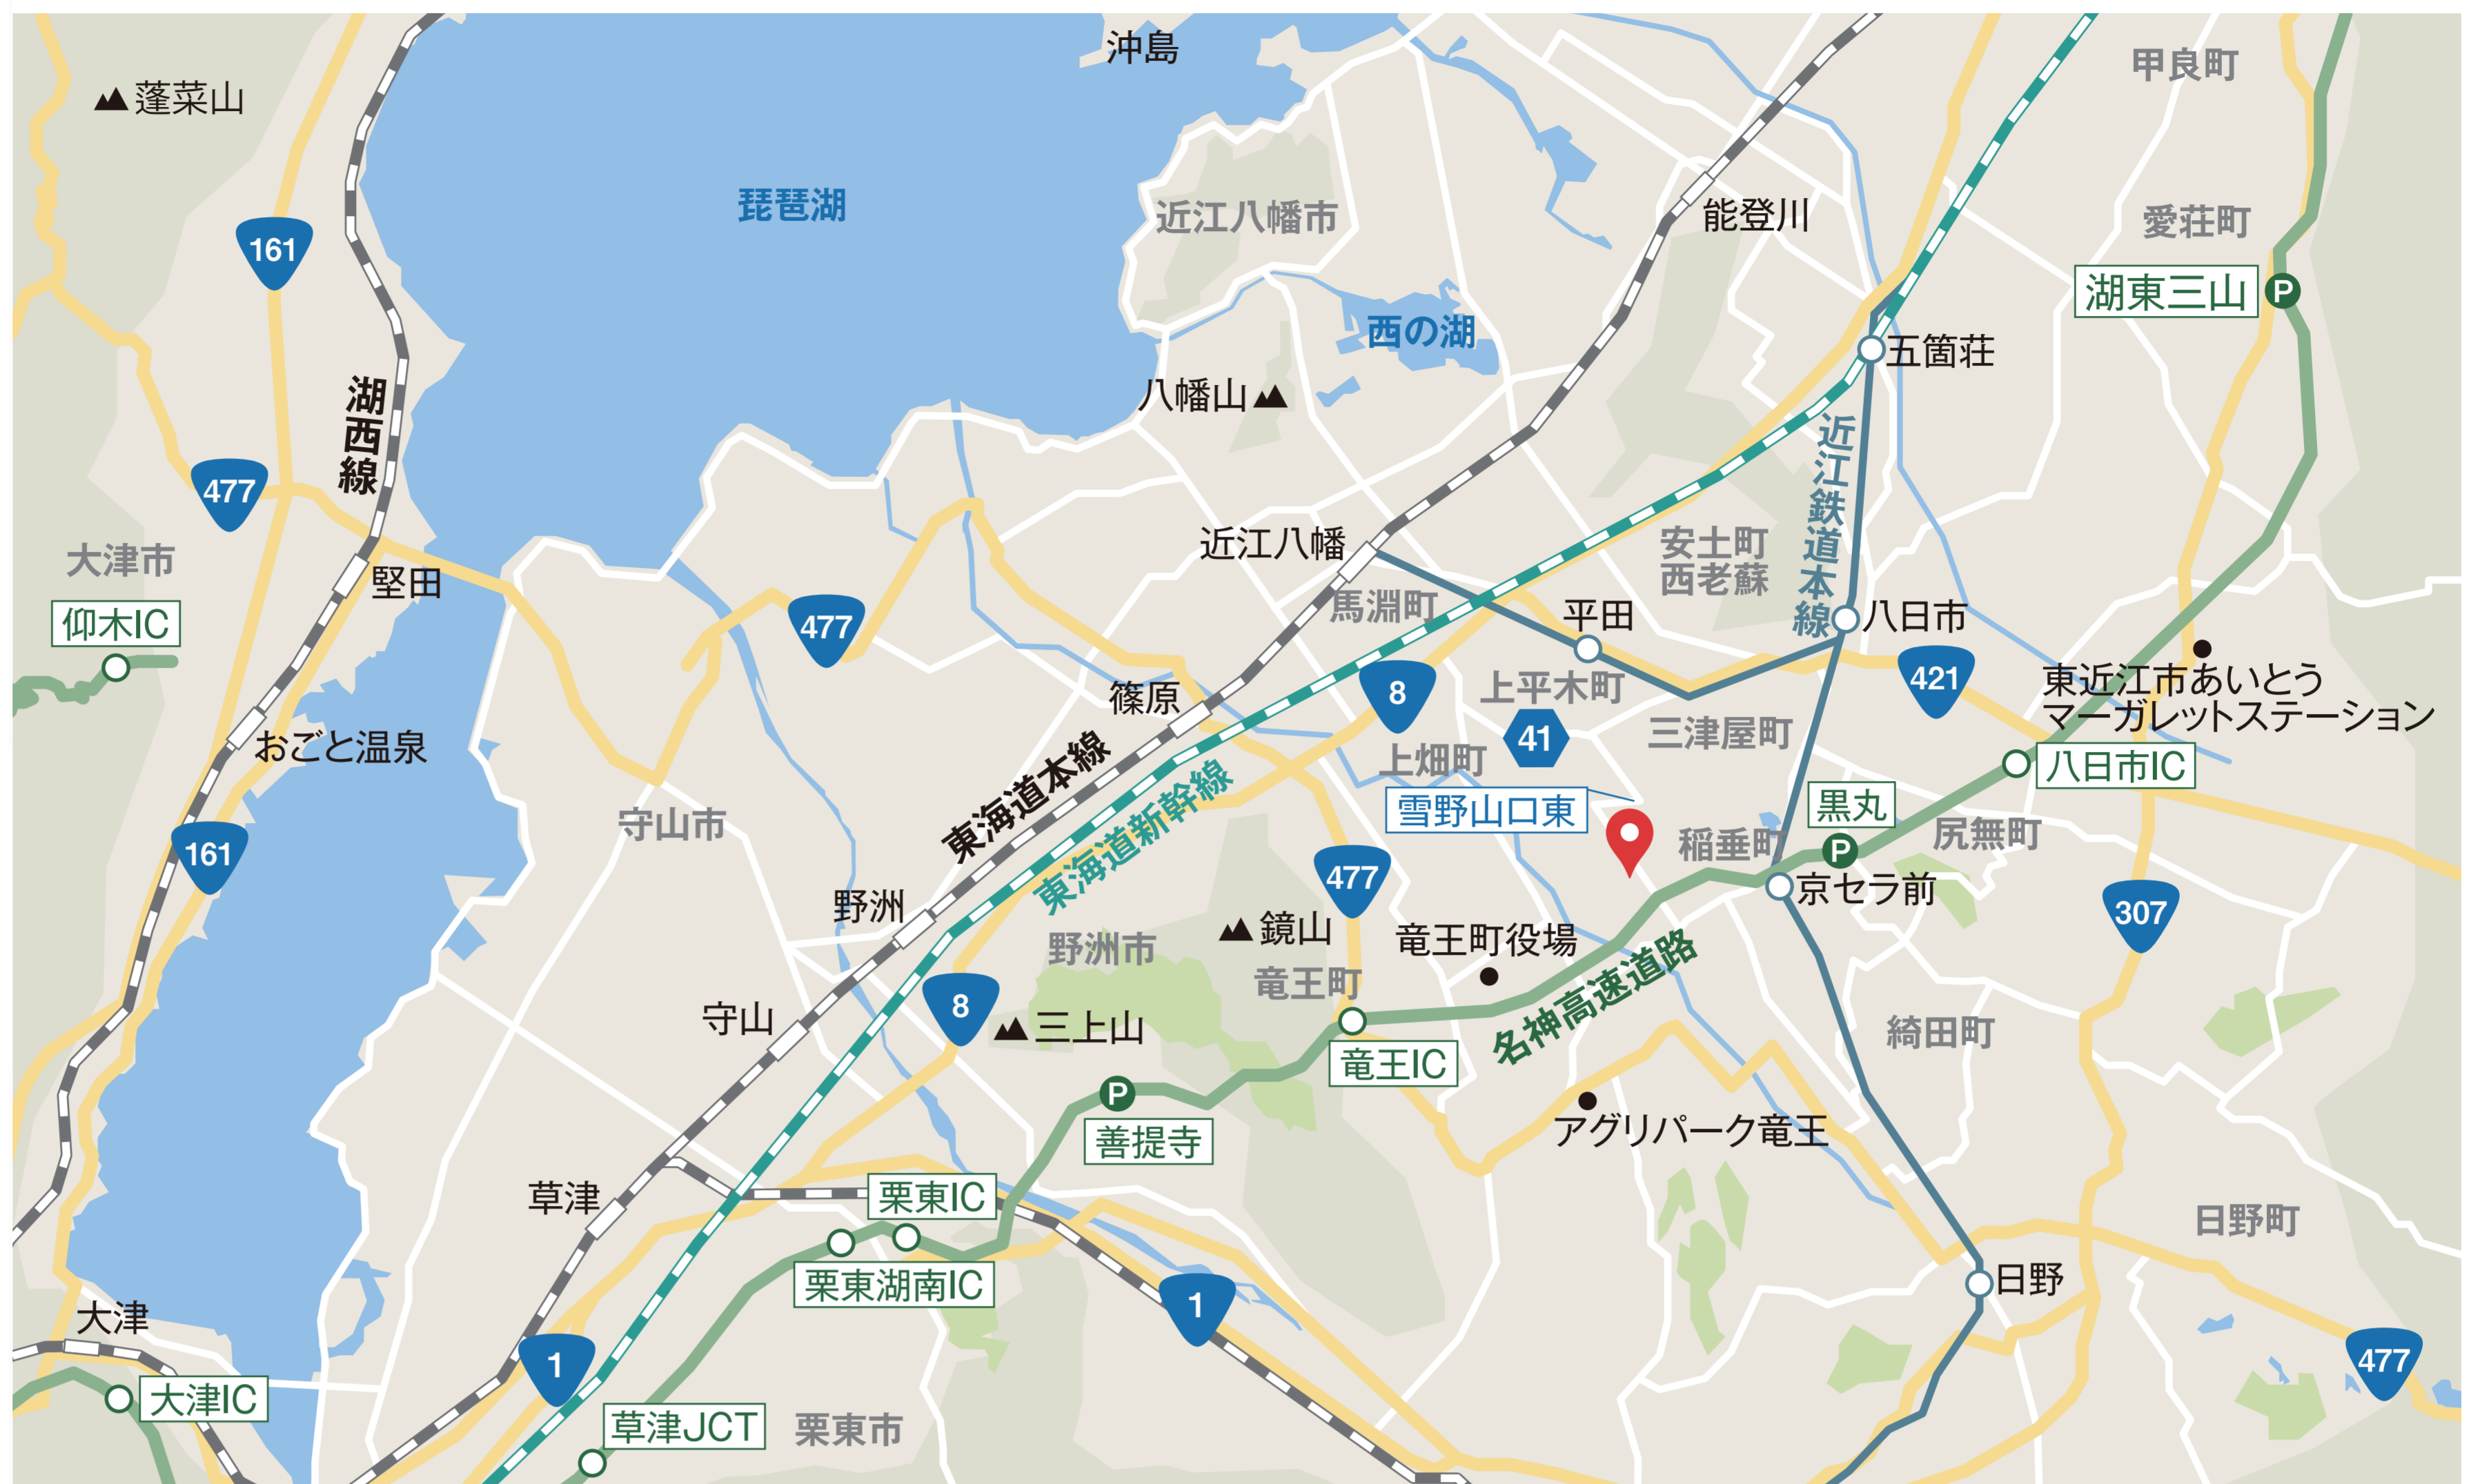 沖島
甲良町
蓬菜山
琵琶湖
近江八幡市
能登川
愛荘町
161
湖東三山
P
西の湖
五箇荘
八幡山
湖西線
近江鉄道本線
477
大津市
堅田
近江八幡
安土町
西老蘇
仰木IC
477
馬淵町
平田
八日市
篠原
8
上平木町
421
東近江市あいとう
マーガレットステーション
おごと温泉
41
三津屋町
上畑町
八日市IC
東海道本線
東海道新幹線
雪野山口東
黒丸
守山市
161
稲垂町
P
尻無町
477
京セラ前
307
野洲
野洲市
鏡山
竜王町役場
竜王町
名神高速道路
守山
8
三上山
竜王IC
綺田町
P
善提寺
アグリパーク竜王
草津
栗東IC
日野町
栗東湖南IC
日野
1
大津
1
477
大津IC
草津JCT
栗東市